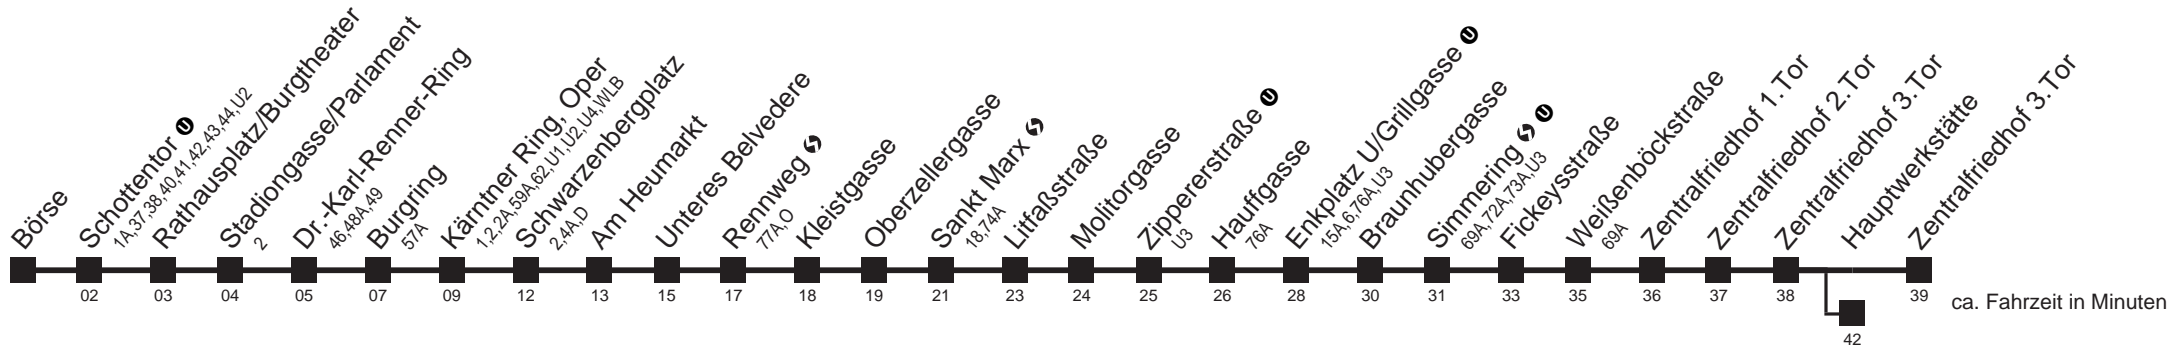 Börse
Schottentor U
1A,37,38,40,41,42,43,44,U2
Rathausplatz/Burgtheater
Stadiongasse/Parlament
2
Dr.-Karl-Renner-Ring
46,48A,49
Burgring
57A
Kärntner Ring, Oper
1,2,2A,59A,62,U1,U2,U4,WLB
Schwarzenbergplatz
2,4A,D
Am Heumarkt
Unteres Belvedere
Rennweg S
77A,O
Kleistgasse
Oberzellergasse
Sankt Marx S
18,74A
Litfaßstraße
Molitorgasse
Zippererstraße U
U3
Hauffgasse
76A
Enkplatz U/Grillgasse U
15A,6,76A,U3
Braunhubergasse
Simmering S U
69A,72A,73A,U3
Fickeysstraße
Weißenböckstraße
69A
Zentralfriedhof 1.Tor
Zentralfriedhof 2.Tor
Zentralfriedhof 3.Tor
Hauptwerkstätte
Zentralfriedhof 3.Tor
02 03 04 05 07 09 12 13 15 17 18 19 21 23 24 25 26 28 30 31 33 35 36 37 38 39
ca. Fahrzeit in Minuten
42